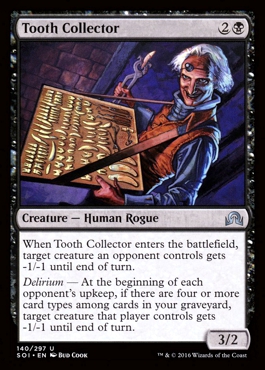 Tooth Collector 2
Creature — Human Rogue
When Tooth Collector enters the battlefield,
target creature an opponent controls gets
-1/-1 until end of turn.
Delirium — At the beginning of each
opponent's upkeep, if there are four or more
card types among cards in your graveyard,
target creature that player controls gets
-1/-1 until end of turn.
3/2
140/297 U
SOI • EN Bud Cook
™ & © 2016 Wizards of the Coast